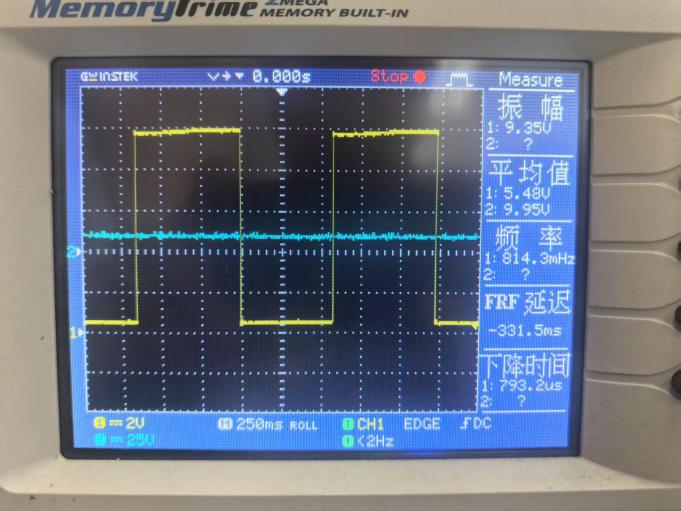 MemoryPrime 2MEGA MEMORY BUILT-IN
GW INSTEK 0.000s Stop Measure
振 幅
1: 9.35V
2: ?
平均值
1: 5.48V
2: 9.95V
频 率
1: 814.3mHz
2: ?
FRF 延迟
-331.5ms
下降时间
1: 793.2us
2: ?
2
1
1 2V M 250ms ROLL T CH1 EDGE DC
2 25V <2Hz